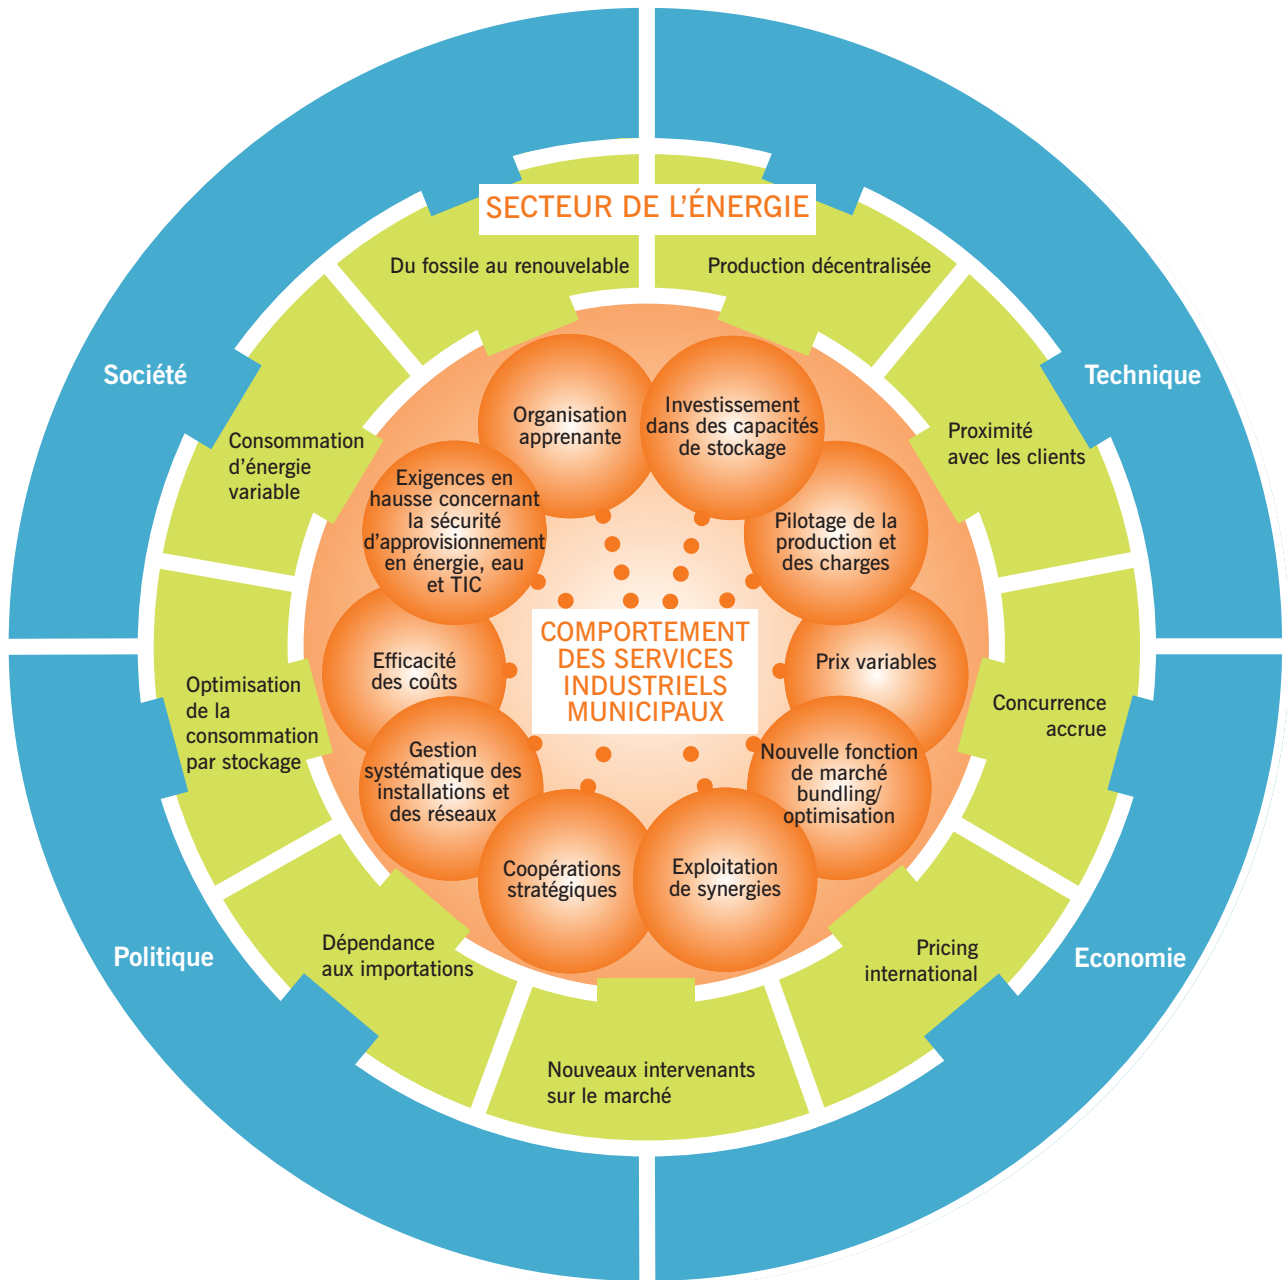 SECTEUR DE L'ÉNERGIE
Du fossile au renouvelable
Production décentralisée
Société
Technique
Consommation
d'énergie
variable
Proximité
avec les clients
Organisation
apprenante
Investissement
dans des capacités
de stockage
Exigences en
hausse concernant
la sécurité
d'approvisionnement
en énergie, eau
et TIC
Pilotage de la
production et
des charges
COMPORTEMENT
DES SERVICES
INDUSTRIELS
MUNICIPAUX
Efficacité
des coûts
Prix variables
Optimisation
de la
consommation
par stockage
Concurrence
accrue
Gestion
systématique des
installations et
des réseaux
Nouvelle fonction
de marché
bundling/
optimisation
Coopérations
stratégiques
Exploitation
de synergies
Politique
Economie
Dépendance
aux importations
Pricing
international
Nouveaux intervenants
sur le marché